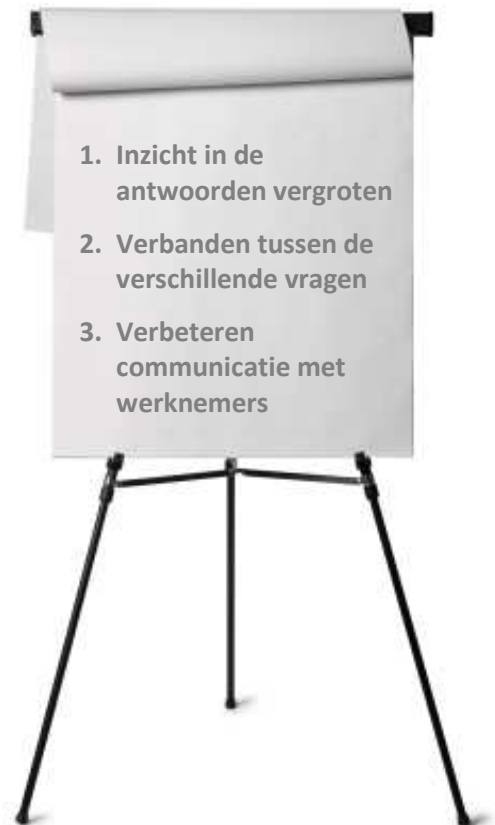 1. Inzicht in de
antwoorden vergroten
2. Verbanden tussen de
verschillende vragen
3. Verbeteren
communicatie met
werknemers